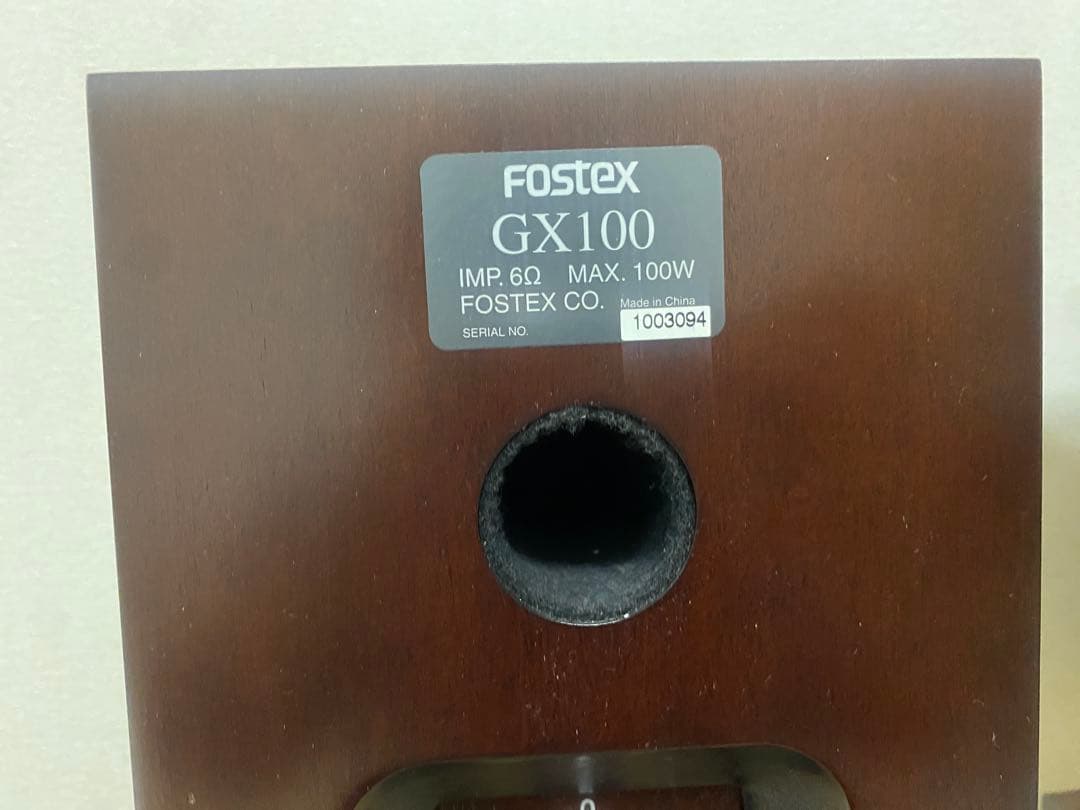 FOSTEX
GX100
IMP. 6Ω MAX. 100W
FOSTEX CO. Made in China
SERIAL NO. 1003094